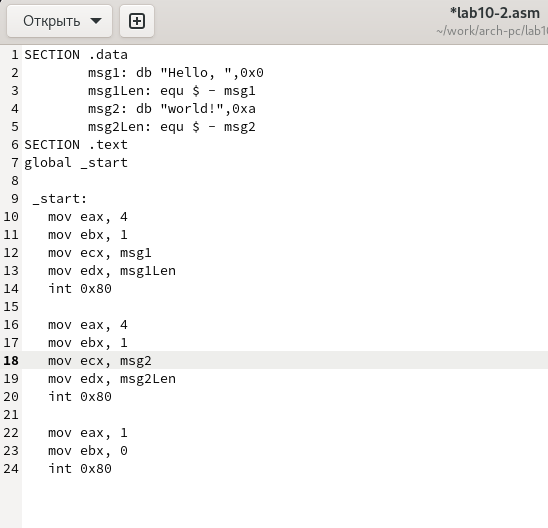 Открыть
*lab10-2.asm
~/work/arch-pc/lab10
1 SECTION .data
2         msg1: db "Hello, ",0x0
3         msg1Len: equ $ - msg1
4         msg2: db "world!",0xa
5         msg2Len: equ $ - msg2
6 SECTION .text
7 global _start
8
9  _start:
10    mov eax, 4
11    mov ebx, 1
12    mov ecx, msg1
13    mov edx, msg1Len
14    int 0x80
15
16    mov eax, 4
17    mov ebx, 1
18    mov ecx, msg2
19    mov edx, msg2Len
20    int 0x80
21
22    mov eax, 1
23    mov ebx, 0
24    int 0x80